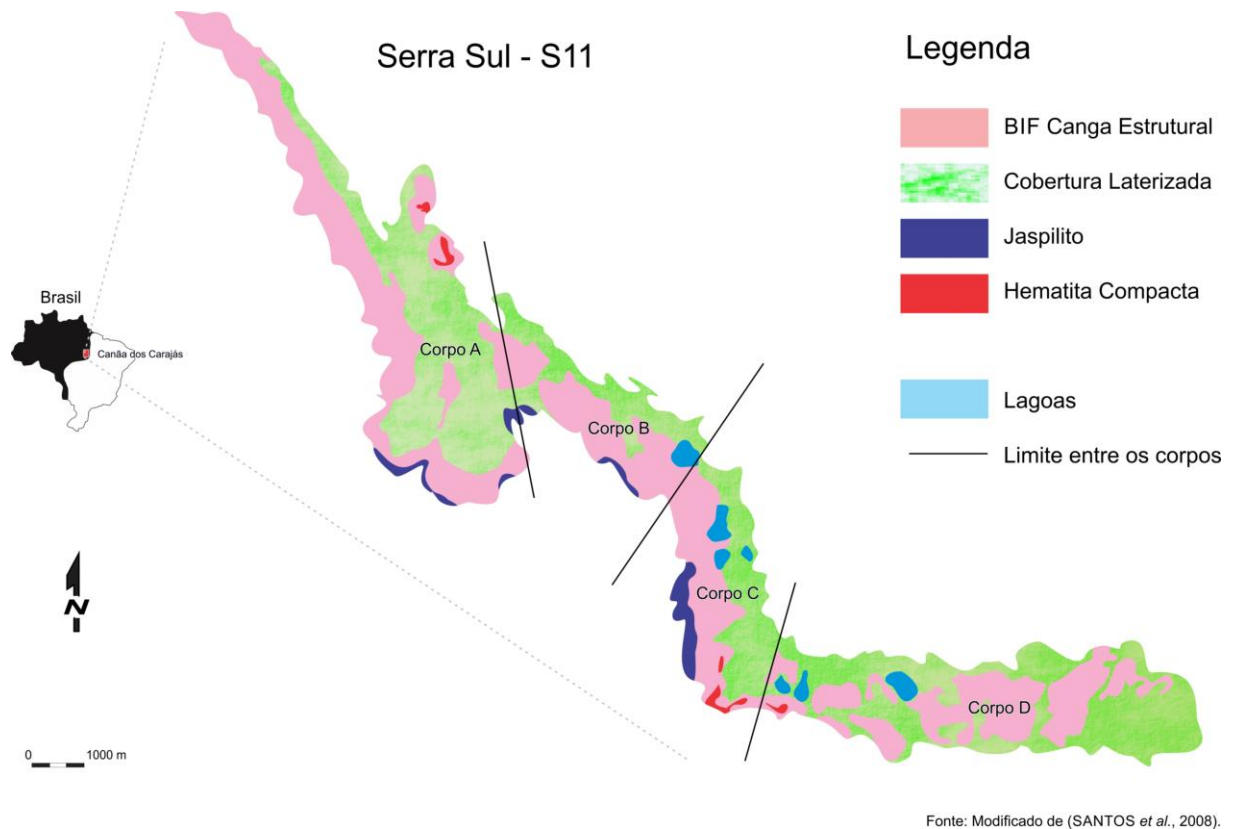 Serra Sul - S11
Legenda
BIF Canga Estrutural
Cobertura Laterizada
Jaspilito
Hematita Compacta
Lagoas
Limite entre os corpos
Brasil
Canâa dos Carajás
Corpo A
Corpo B
Corpo C
Corpo D
N
0 1000 m
Fonte: Modificado de (SANTOS et al., 2008).